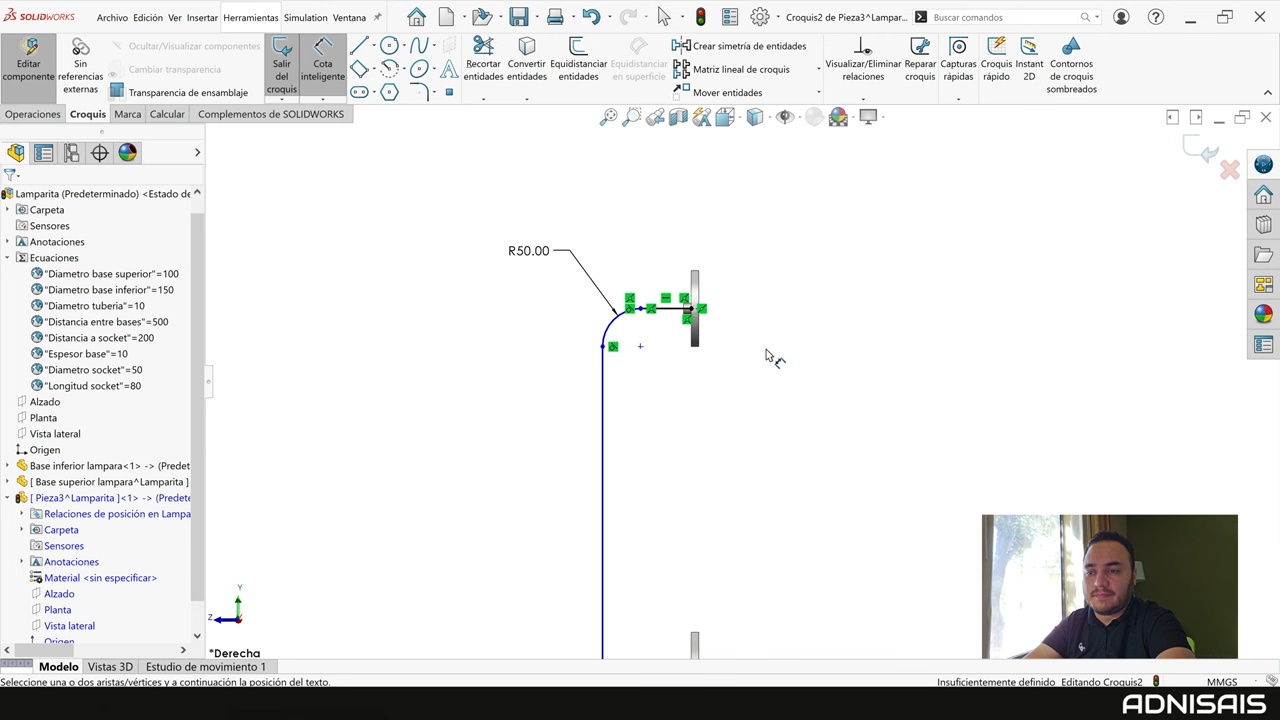 SOLIDWORKS
Archivo Edición Ver Insertar Herramientas Simulation Ventana
Croquis2 de Pieza3^Lampar...
Buscar comandos
Editar componente
Sin referencias externas
Ocultar/Visualizar componentes
Cambiar transparencia
Transparencia de ensamblaje
Salir del croquis
Cota inteligente
Recortar entidades
Convertir entidades
Equidistanciar entidades
Equidistanciar en superficie
Crear simetría de entidades
Matriz lineal de croquis
Mover entidades
Visualizar/Eliminar relaciones
Reparar croquis
Capturas rápidas
Croquis rápido
Instant 2D
Contornos de croquis sombreados
Operaciones Croquis Marca Calcular Complementos de SOLIDWORKS
Lamparita (Predeterminado) <Estado de
Carpeta
Sensores
Anotaciones
Ecuaciones
"Diametro base superior"=100
"Diametro base inferior"=150
"Diametro tuberia"=10
"Distancia entre bases"=500
"Distancia a socket"=200
"Espesor base"=10
"Diametro socket"=50
"Longitud socket"=80
Alzado
Planta
Vista lateral
Origen
Base inferior lampara<1> -> (Predet
[ Base superior lampara^Lamparita ]
[ Pieza3^Lamparita ]<1> -> (Predete
Relaciones de posición en Lampa
Carpeta
Sensores
Anotaciones
Material <sin especificar>
Alzado
Planta
Vista lateral
Origen
R50.00
Y
Z
*Derecha
Modelo Vistas 3D Estudio de movimiento 1
Seleccione una o dos aristas/vértices y a continuación la posición del texto.
Insuficientemente definido Editando Croquis2 MMGS
ADNISAIS